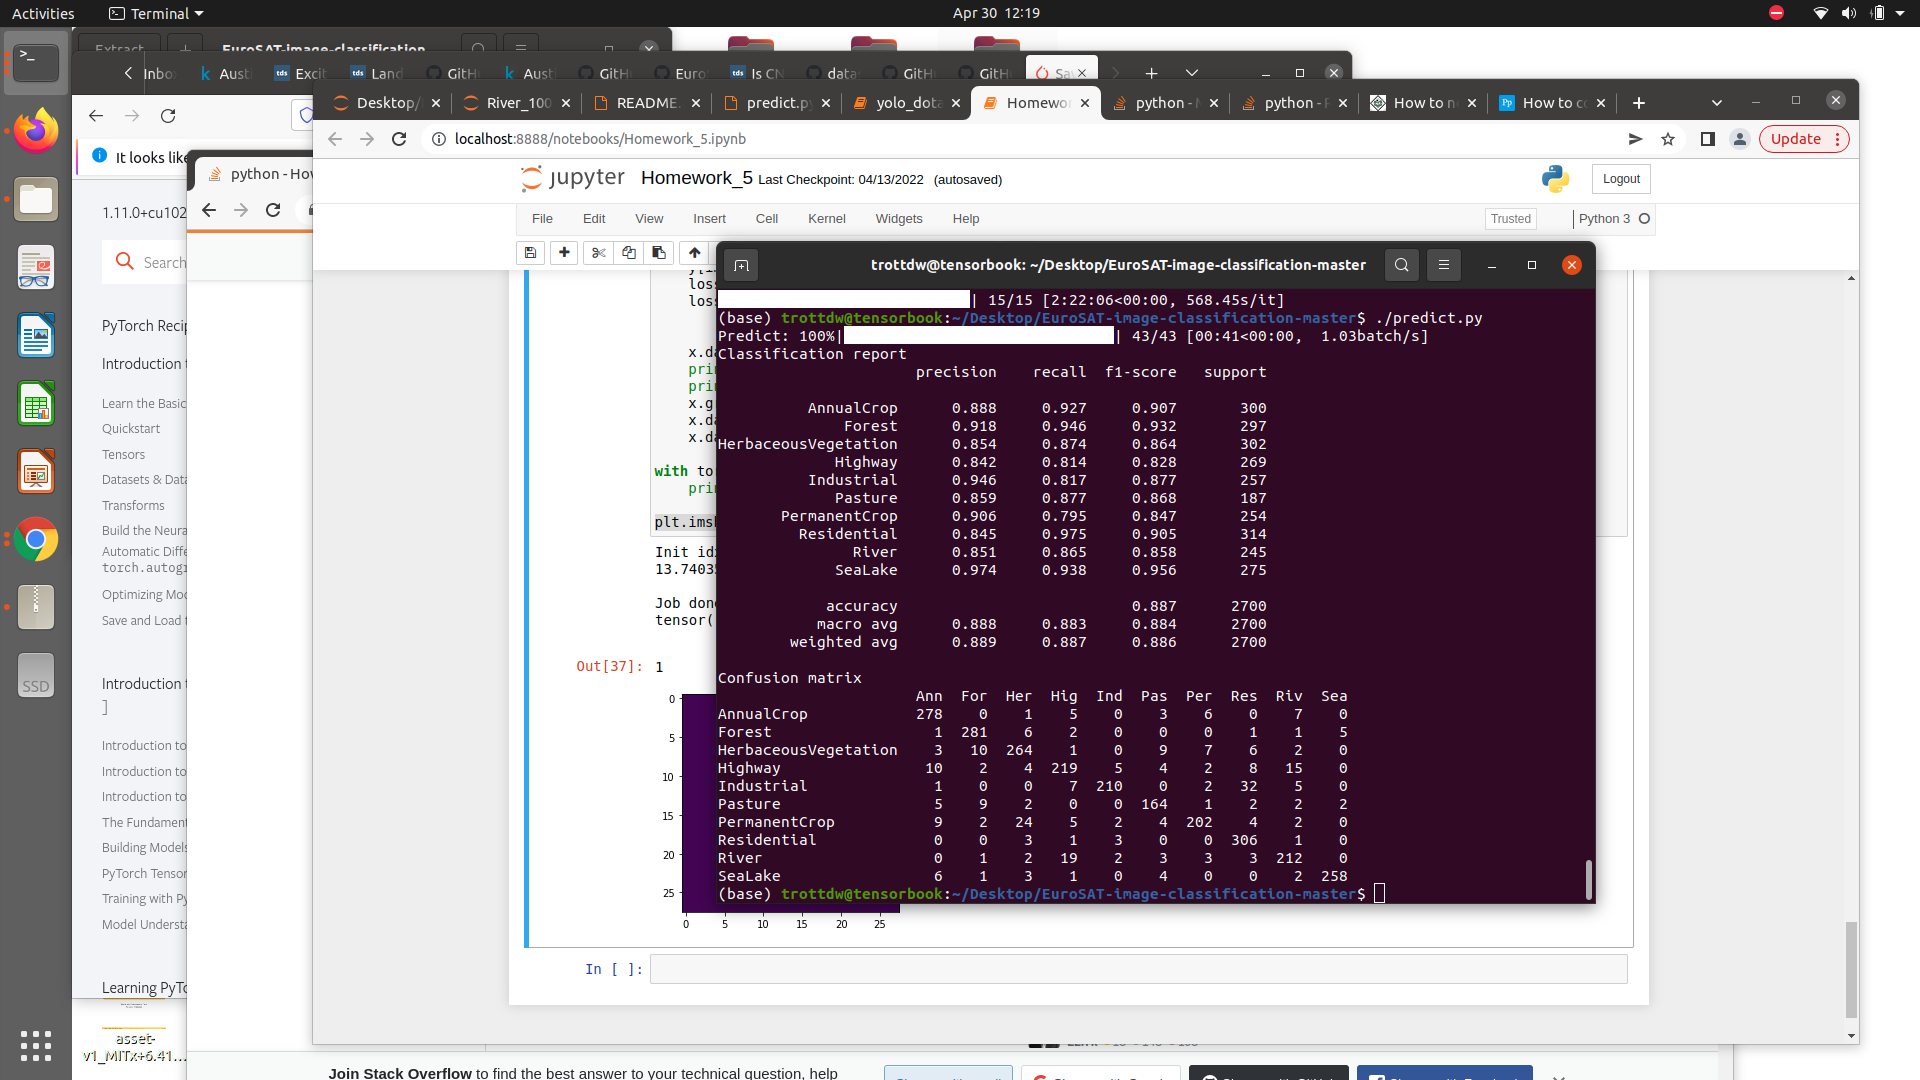 Activities Terminal Apr 30 12:19
Extract EuroSAT-image-classification
Inbo Austi Excit Land GitH Austi GitH Euro Is CN data GitH GitH Sa
Desktop/ River_100 README. predict.py yolo_dota Homewor python - python - How to n How to c
localhost:8888/notebooks/Homework_5.ipynb Update
It looks like
python - Ho
jupyter Homework_5 Last Checkpoint: 04/13/2022 (autosaved) Logout
1.11.0+cu102
File Edit View Insert Cell Kernel Widgets Help Trusted Python 3
Search
trottdw@tensorbook: ~/Desktop/EuroSAT-image-classification-master
| 15/15 [2:22:06<00:00, 568.45s/it]
(base) trottdw@tensorbook:~/Desktop/EuroSAT-image-classification-master$ ./predict.py
Predict: 100%| | 43/43 [00:41<00:00, 1.03batch/s]
Classification report
precision recall f1-score support
AnnualCrop 0.888 0.927 0.907 300
Forest 0.918 0.946 0.932 297
HerbaceousVegetation 0.854 0.874 0.864 302
Highway 0.842 0.814 0.828 269
Industrial 0.946 0.817 0.877 257
Pasture 0.859 0.877 0.868 187
PermanentCrop 0.906 0.795 0.847 254
Residential 0.845 0.975 0.905 314
River 0.851 0.865 0.858 245
SeaLake 0.974 0.938 0.956 275
accuracy 0.887 2700
macro avg 0.888 0.883 0.884 2700
weighted avg 0.889 0.887 0.886 2700
Confusion matrix
Ann For Her Hig Ind Pas Per Res Riv Sea
AnnualCrop 278 0 1 5 0 3 6 0 7 0
Forest 1 281 6 2 0 0 0 1 1 5
HerbaceousVegetation 3 10 264 1 0 9 7 6 2 0
Highway 10 2 4 219 5 4 2 8 15 0
Industrial 1 0 0 7 210 0 2 32 5 0
Pasture 5 9 2 0 0 164 1 2 2 2
PermanentCrop 9 2 24 5 2 4 202 4 2 0
Residential 0 0 3 1 3 0 0 306 1 0
River 0 1 2 19 2 3 3 3 212 0
SeaLake 6 1 3 1 0 4 0 0 2 258
(base) trottdw@tensorbook:~/Desktop/EuroSAT-image-classification-master$
los
los
x.da
prin
prin
x.g
x.da
x.da
with tor
prin
plt.ims
Init id
13.7403
Job done
tensor(
Out[37]: 1
0
5
10
15
20
25
0 5 10 15 20 25
In [ ]:
PyTorch Recip
Introduction t
Learn the Basic
Quickstart
Tensors
Datasets & Data
Transforms
Build the Neura
Automatic Diffe
torch.autogr
Optimizing Mod
Save and Load t
Introduction t
]
Introduction to
Introduction to
Introduction to
The Fundamen
Building Models
PyTorch Tensor
Training with Py
Model Understa
Learning PyTo
SSD
asset-
v1_MITx+6.41...
Join Stack Overflow to find the best answer to your technical question, help